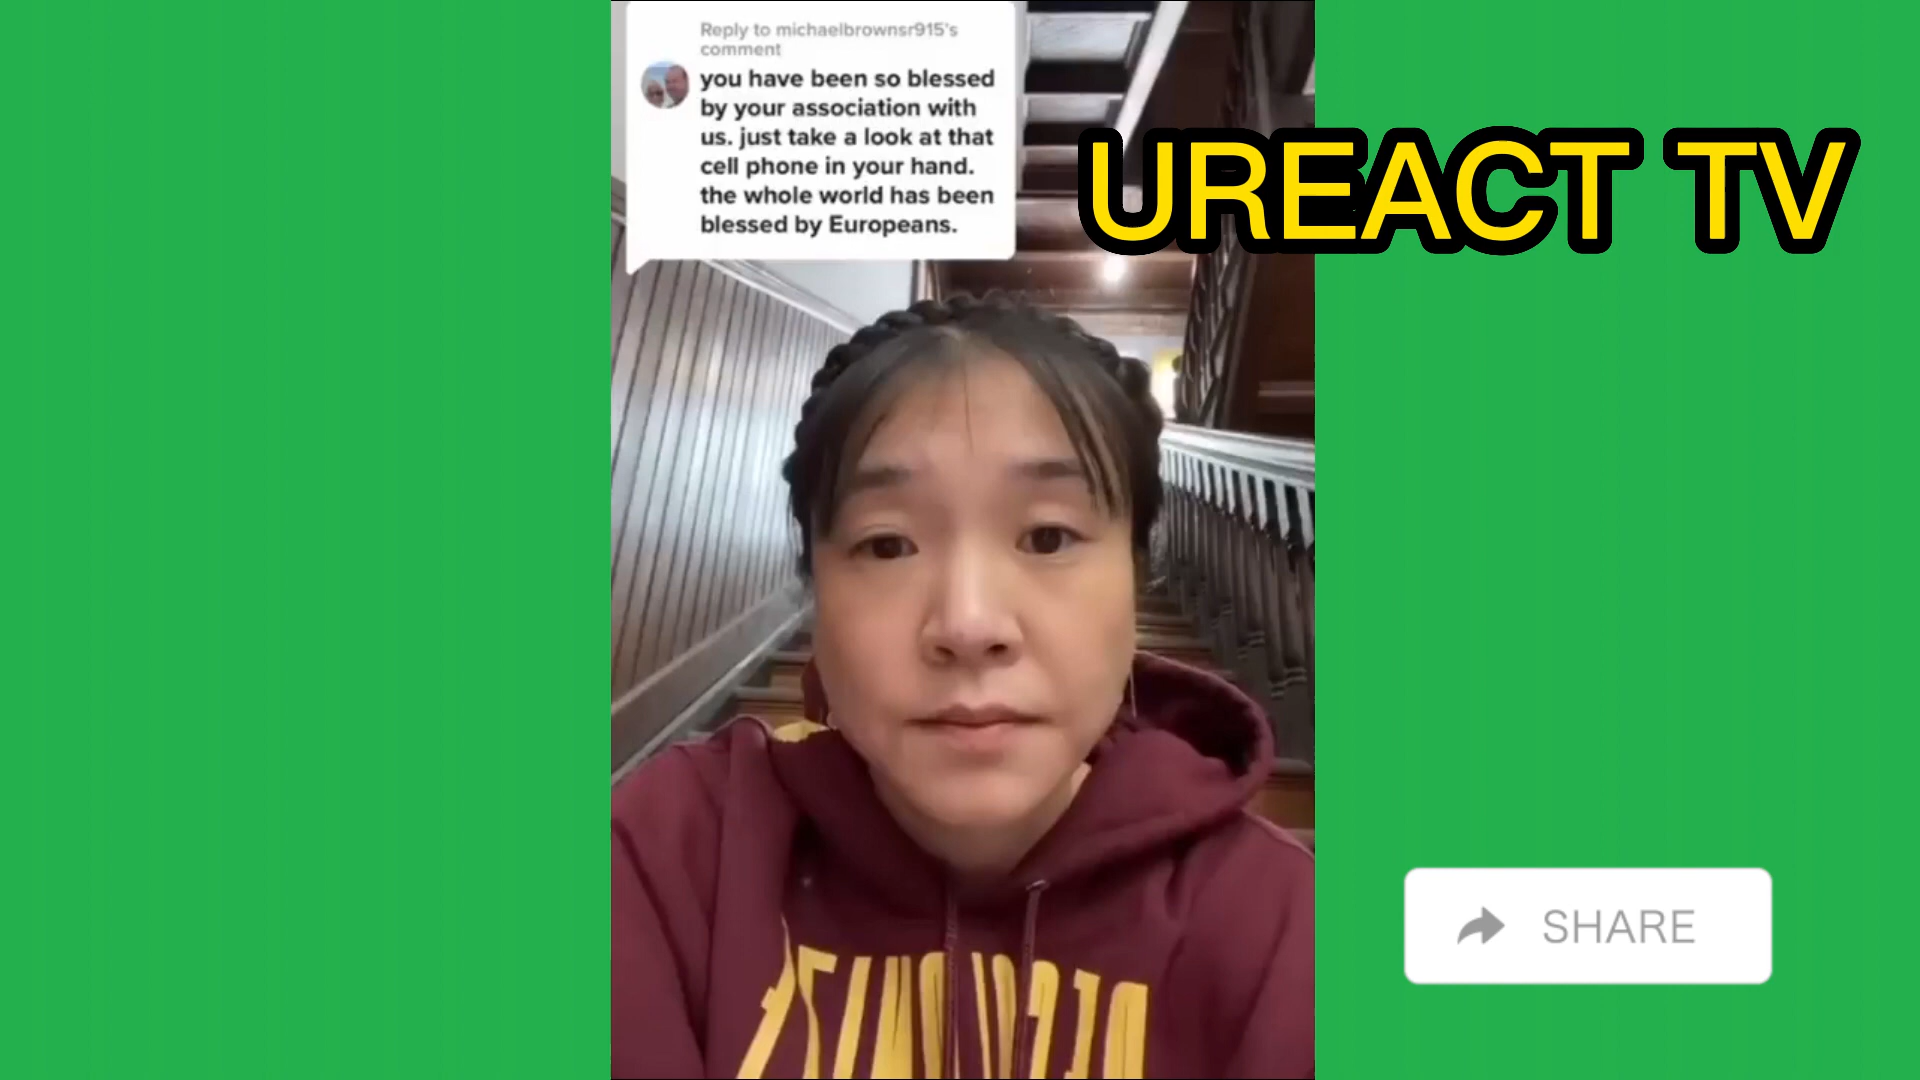 Reply to michaelbrownsr915's
comment
you have been so blessed
by your association with
us. just take a look at that
cell phone in your hand.
the whole world has been
blessed by Europeans.
UREACT TV
SHARE